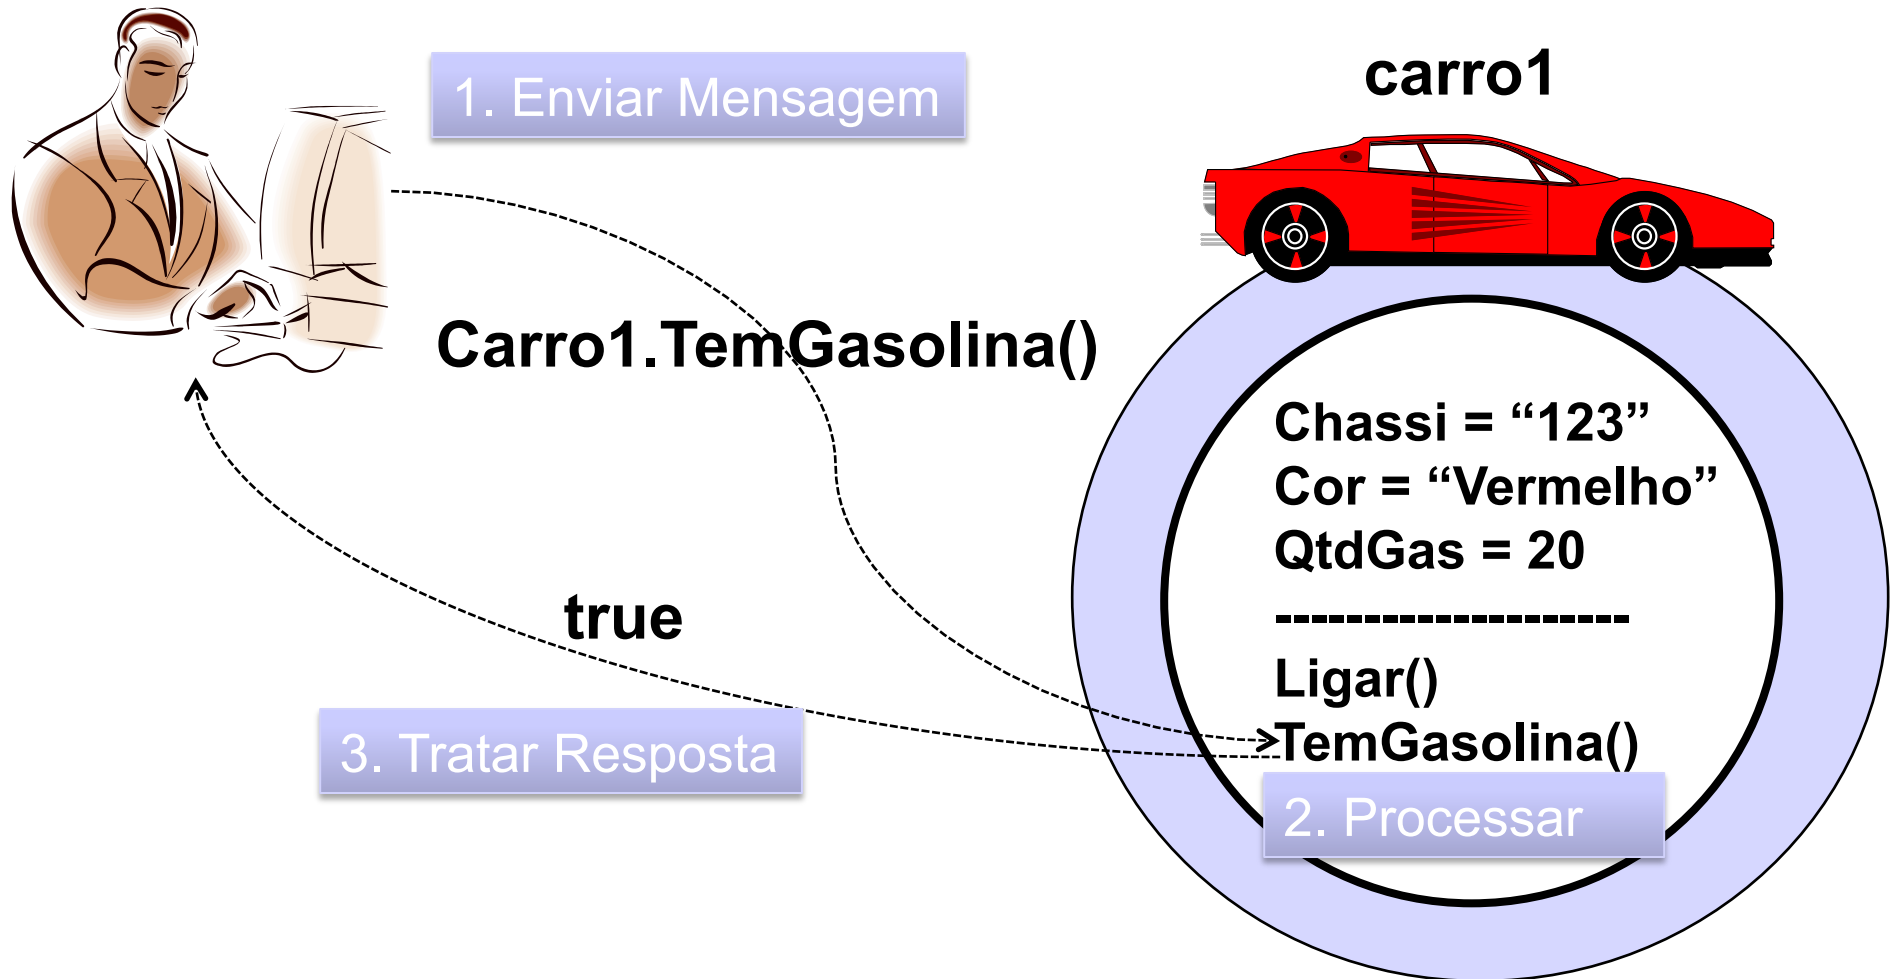 1. Enviar Mensagem
carro1
Carro1.TemGasolina()
Chassi = “123”
Cor = “Vermelho”
QtdGas = 20
--------------------
Ligar()
TemGasolina()
2. Processar
true
3. Tratar Resposta